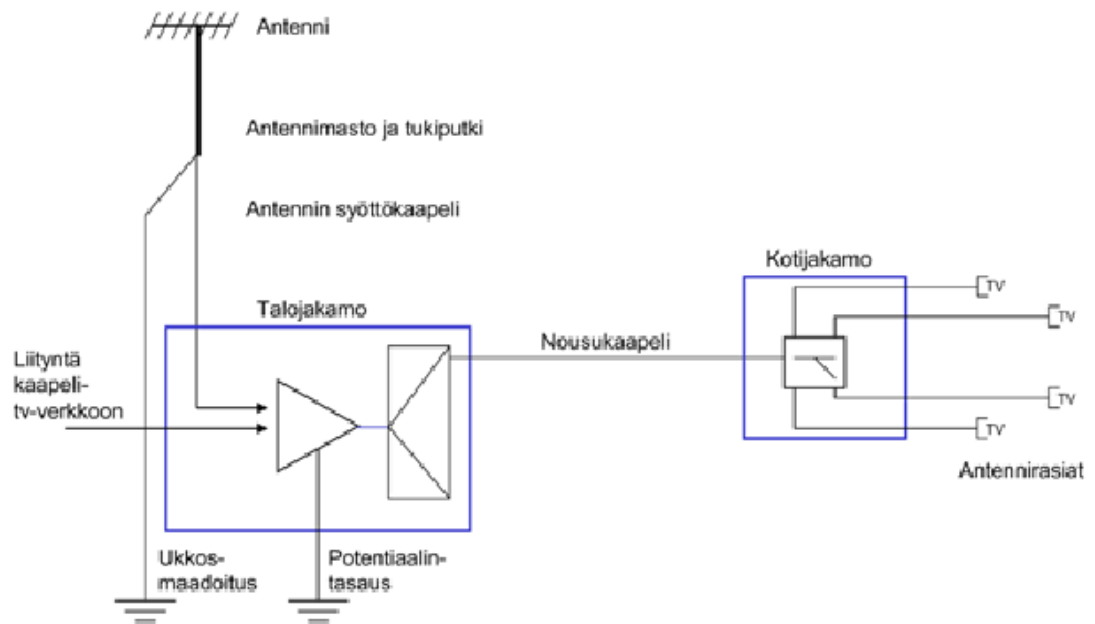 Antenni
Antennimasto ja tukiputki
Antennin syöttökaapeli
Kotijakamo
Talojakamo
TV
TV
Nousukaapeli
Liityntä
kaapeli-
tv-verkkoon
TV
TV
Antennirasiat
Ukkos-
maadoitus
Potentiaalin-
tasaus